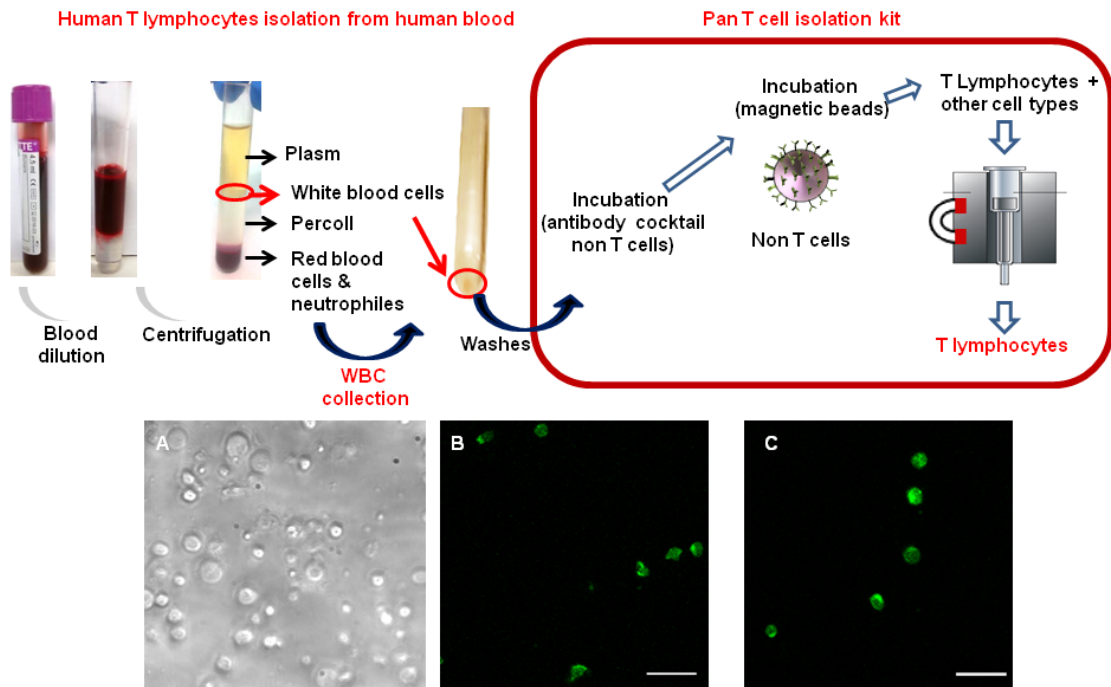 Human T lymphocytes isolation from human blood
Pan T cell isolation kit
Plasm
White blood cells
Percoll
Red blood
cells &
neutrophiles
Blood
dilution
Centrifugation
WBC
collection
Washes
Incubation
(antibody cocktail
non T cells)
Incubation
(magnetic beads)
Non T cells
T Lymphocytes +
other cell types
T lymphocytes
A
B
C